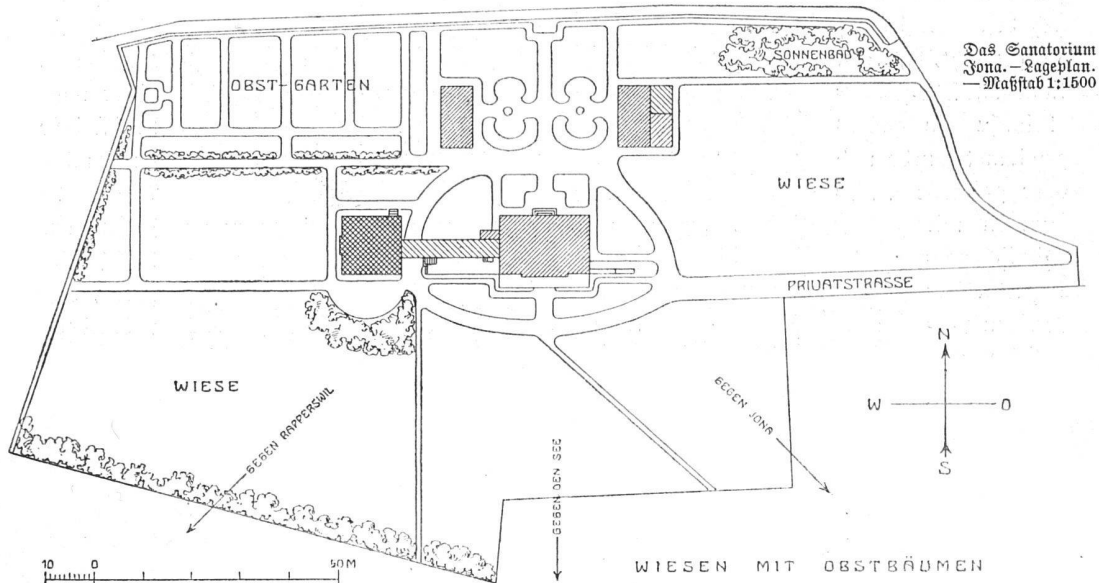 Das Sanatorium
Jona. – Lageplan.
— Maßstab 1:1500
OBST-GARTEN
SONNENBAD
WIESE
PRIVATSTRASSE
WIESE
GEGEN RAPPERSWIL
GEGEN DEN SEE
GEGEN JONA
N
W O
S
WIESEN MIT OBSTBÄUMEN
10 0 50 M